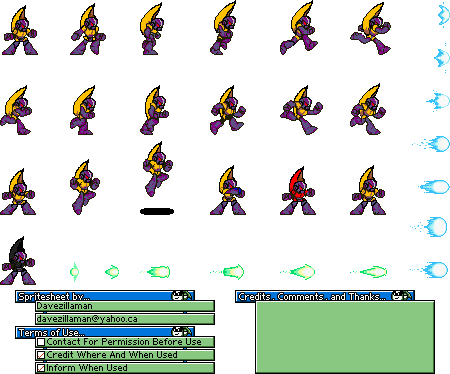 Spritesheet by...
Davezillaman
davezillaman@yahoo.ca
Terms of Use...
Contact For Permission Before Use
Credit Where And When Used
Inform When Used
Credits, Comments, and Thanks...